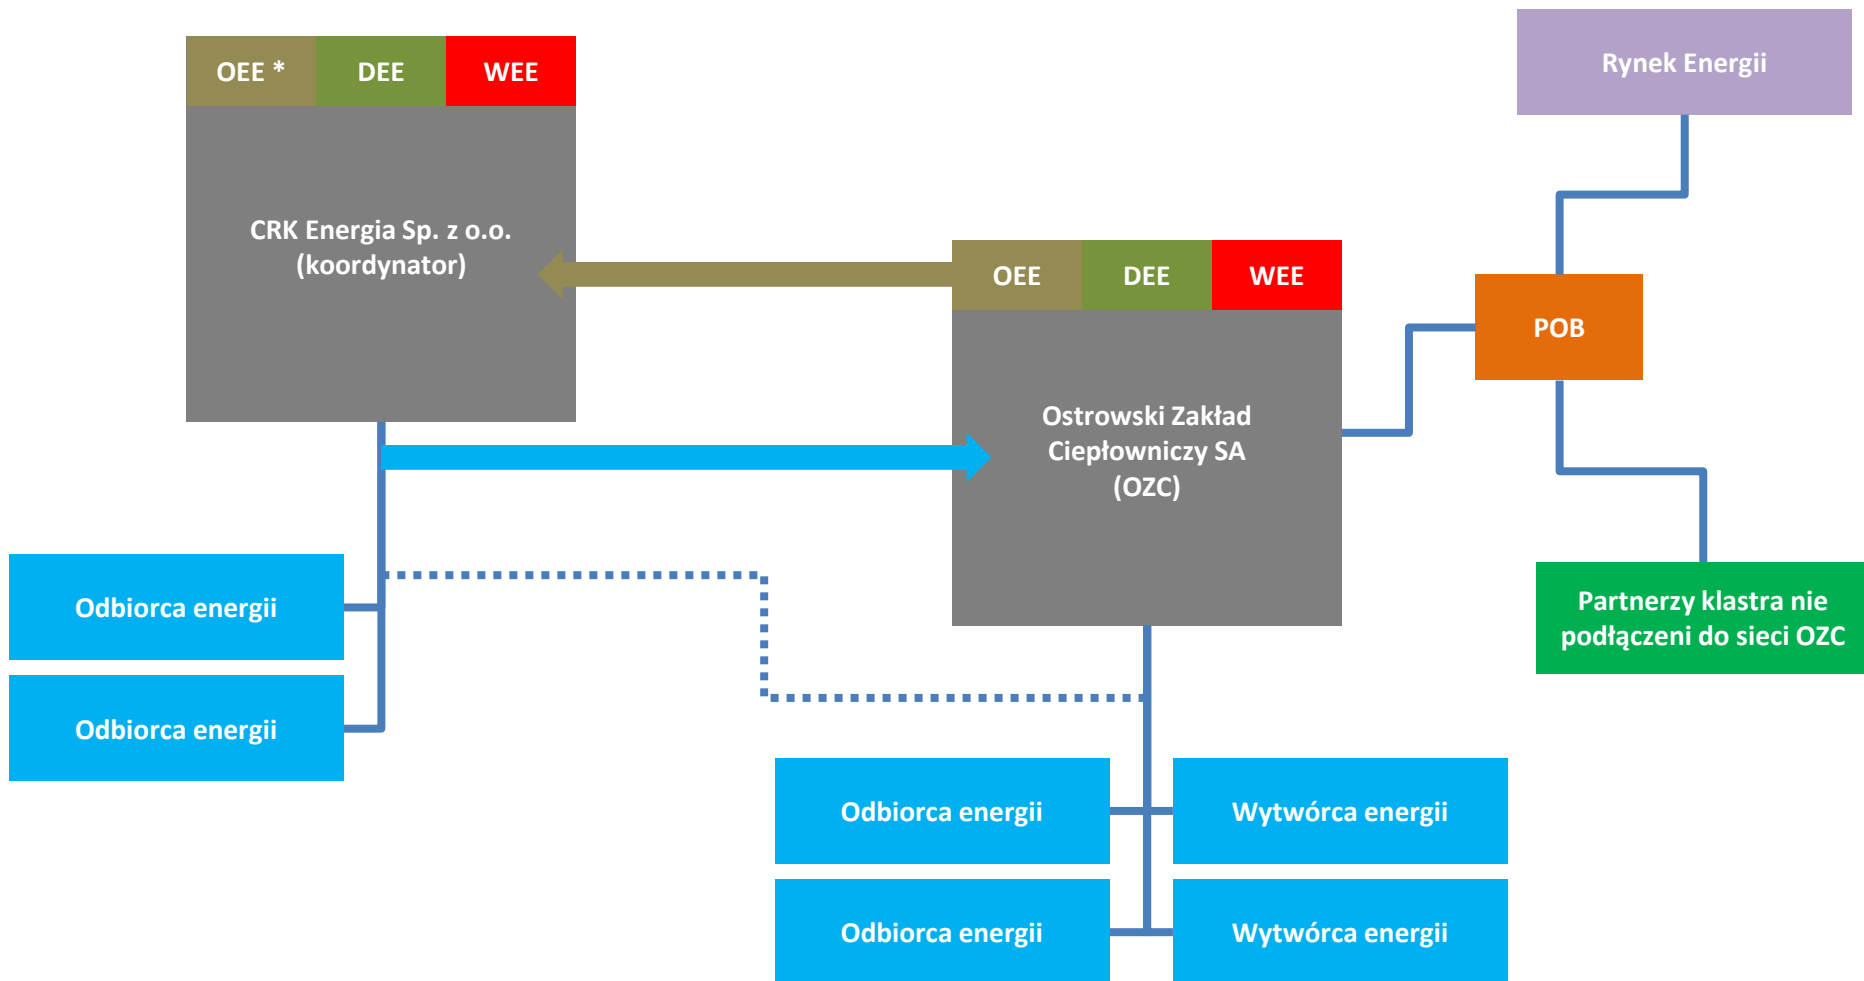 OEE *
DEE
WEE
CRK Energia Sp. z o.o.
(koordynator)
Rynek Energii
OEE
DEE
WEE
POB
Ostrowski Zakład
Ciepłowniczy SA
(OZC)
Odbiorca energii
Odbiorca energii
Partnerzy klastra nie
podłączeni do sieci OZC
Odbiorca energii
Wytwórca energii
Odbiorca energii
Wytwórca energii